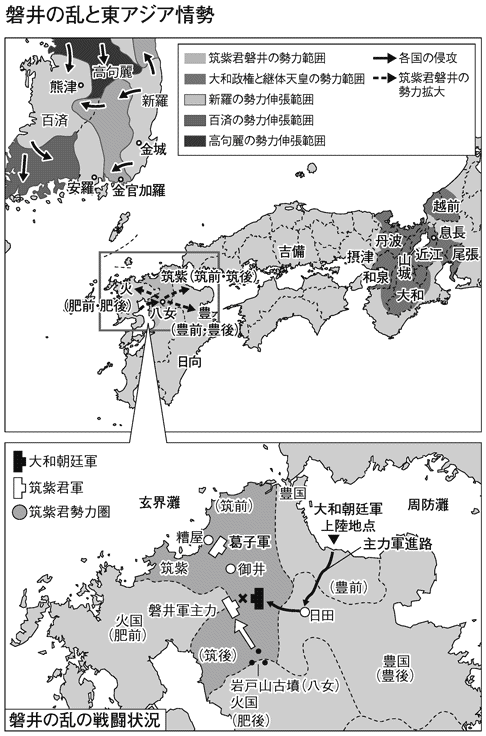 磐井の乱と東アジア情勢
筑紫君磐井の勢力範囲
大和政権と継体天皇の勢力範囲
新羅の勢力伸張範囲
百済の勢力伸張範囲
高句麗の勢力伸張範囲
各国の侵攻
筑紫君磐井の
勢力拡大
高句麗
熊津
新羅
百済
金城
安羅
金官加羅
越前
丹波
息長
近江
尾張
山城
摂津
和泉
大和
吉備
筑紫(筑前・筑後)
火
(肥前・肥後)
八女
豊
(豊前・豊後)
日向
大和朝廷軍
筑紫君軍
筑紫君勢力圏
玄界灘
豊国
(筑前)
大和朝廷軍
上陸地点
周防灘
主力軍進路
糟屋
葛子軍
筑紫
御井
(豊前)
磐井軍主力
日田
火国
(肥前)
(筑後)
豊国
(豊後)
岩戸山古墳(八女)
火国
(肥後)
磐井の乱の戦闘状況